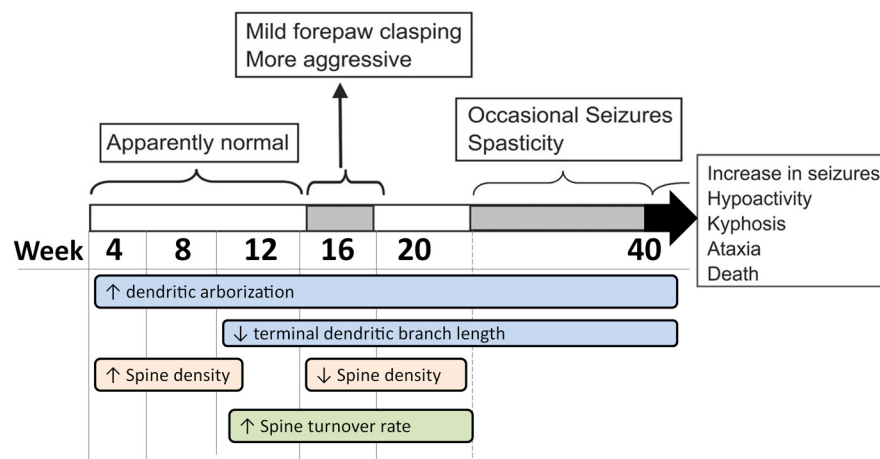 Mild forepaw clasping
More aggressive
Apparently normal
Occasional Seizures
Spasticity
Increase in seizures
Hypoactivity
Kyphosis
Ataxia
Death
Week 4 8 12 16 20 40
↑ dendritic arborization
↓ terminal dendritic branch length
↑ Spine density
↓ Spine density
↑ Spine turnover rate